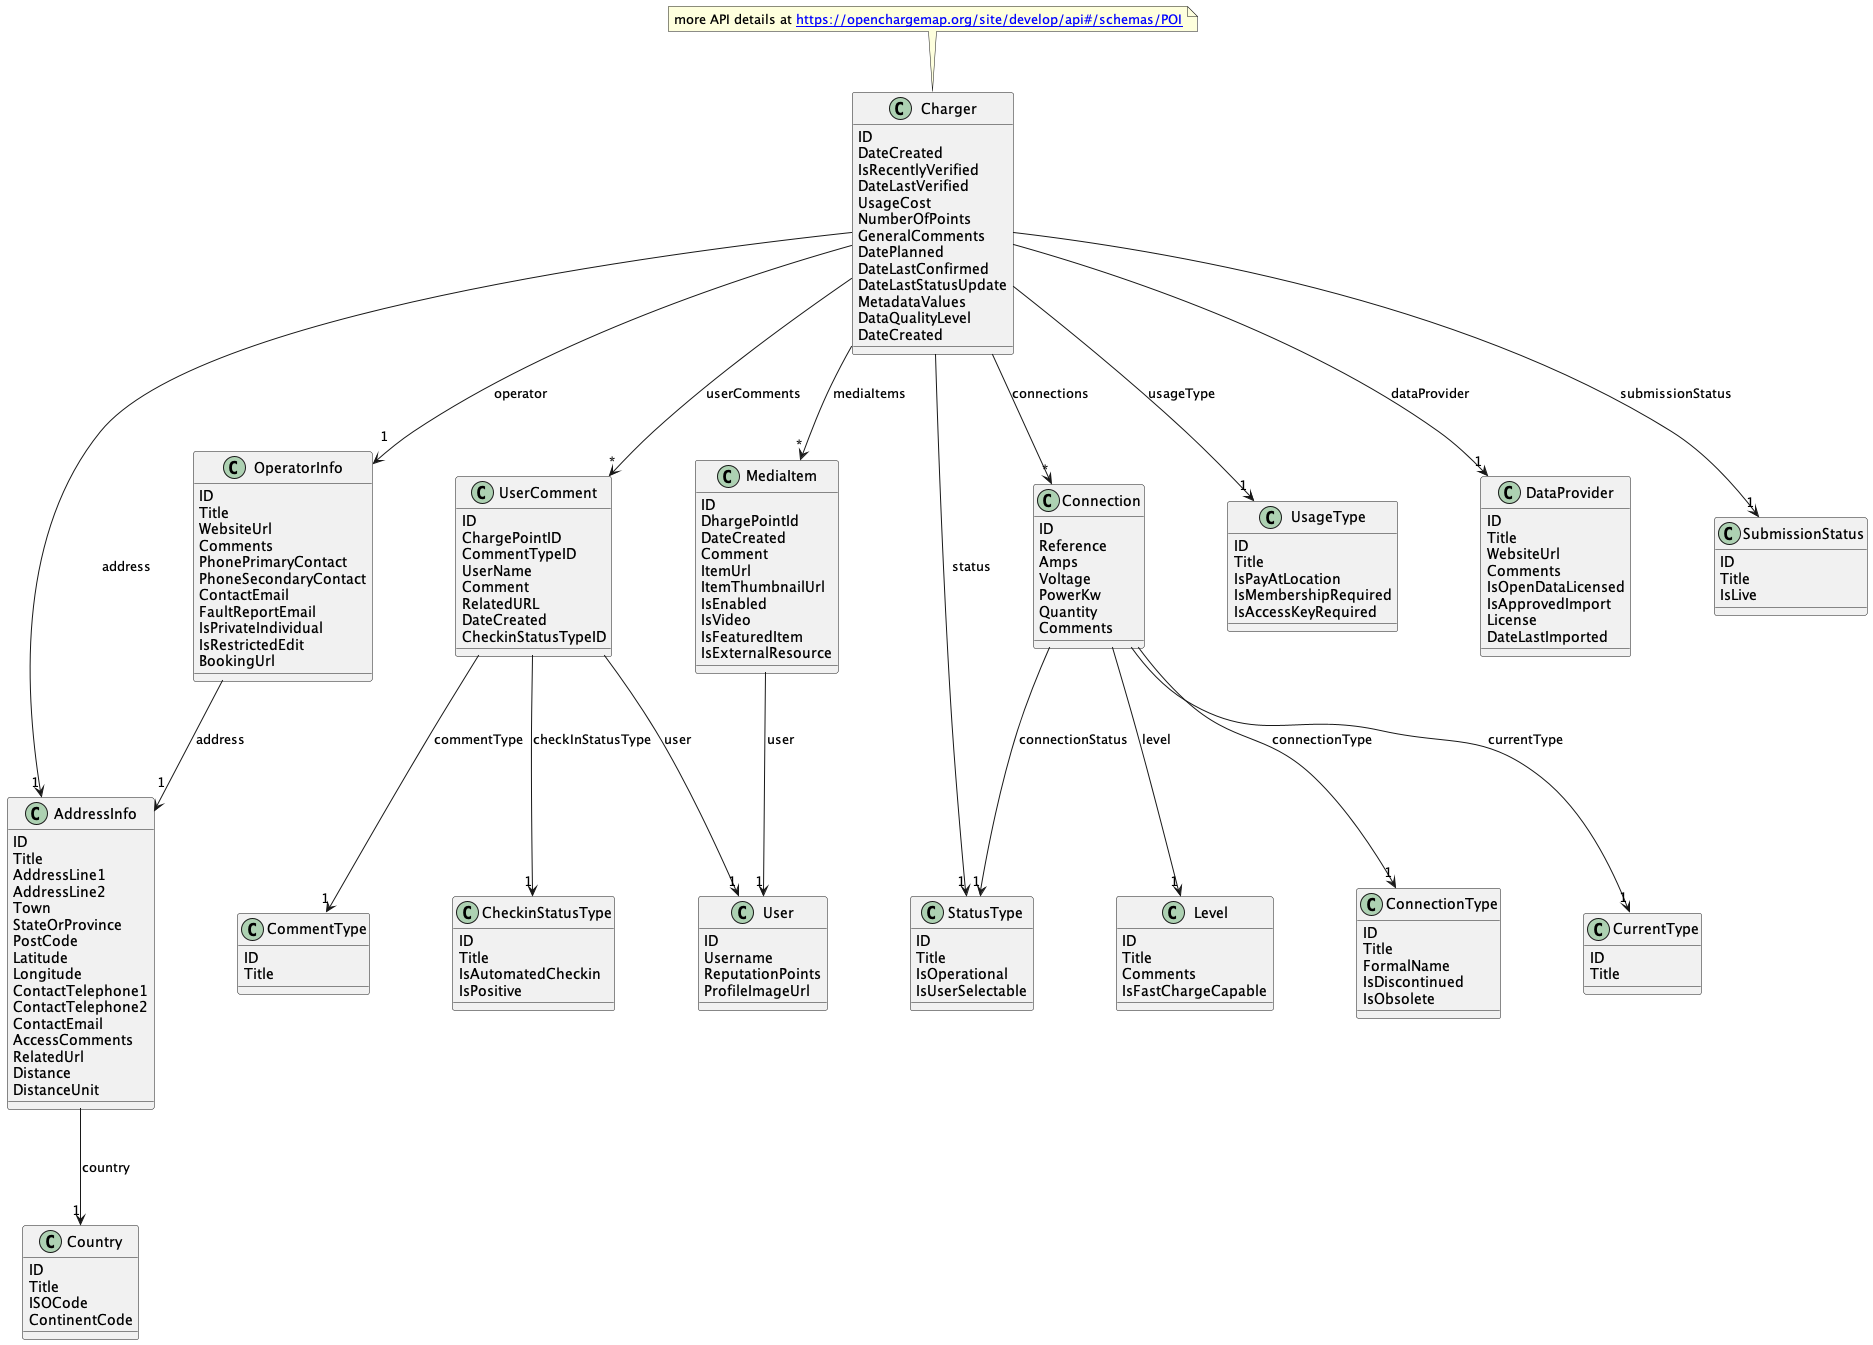 more API details at https://openchargemap.org/site/develop/api#/schemas/POI
C Charger
ID
DateCreated
IsRecentlyVerified
DateLastVerified
UsageCost
NumberOfPoints
GeneralComments
DatePlanned
DateLastConfirmed
DateLastStatusUpdate
MetadataValues
DataQualityLevel
DateCreated
address
operator
userComments
mediaItems
status
connections
usageType
dataProvider
submissionStatus
1
*
*
*
1
1
1
C OperatorInfo
ID
Title
WebsiteUrl
Comments
PhonePrimaryContact
PhoneSecondaryContact
ContactEmail
FaultReportEmail
IsPrivateIndividual
IsRestrictedEdit
BookingUrl
C UserComment
ID
ChargePointID
CommentTypeID
UserName
Comment
RelatedURL
DateCreated
CheckinStatusTypeID
C MediaItem
ID
DhargePointId
DateCreated
Comment
ItemUrl
ItemThumbnailUrl
IsEnabled
IsVideo
IsFeaturedItem
IsExternalResource
C Connection
ID
Reference
Amps
Voltage
PowerKw
Quantity
Comments
C UsageType
ID
Title
IsPayAtLocation
IsMembershipRequired
IsAccessKeyRequired
C DataProvider
ID
Title
WebsiteUrl
Comments
IsOpenDataLicensed
IsApprovedImport
License
DateLastImported
C SubmissionStatus
ID
Title
IsLive
address
commentType
checkInStatusType
user
user
connectionStatus
level
connectionType
currentType
1
1
1
1
1
1
1
1
1
1
1
C AddressInfo
ID
Title
AddressLine1
AddressLine2
Town
StateOrProvince
PostCode
Latitude
Longitude
ContactTelephone1
ContactTelephone2
ContactEmail
AccessComments
RelatedUrl
Distance
DistanceUnit
C CommentType
ID
Title
C CheckinStatusType
ID
Title
IsAutomatedCheckin
IsPositive
C User
ID
Username
ReputationPoints
ProfileImageUrl
C StatusType
ID
Title
IsOperational
IsUserSelectable
C Level
ID
Title
Comments
IsFastChargeCapable
C ConnectionType
ID
Title
FormalName
IsDiscontinued
IsObsolete
C CurrentType
ID
Title
country
1
C Country
ID
Title
ISOCode
ContinentCode